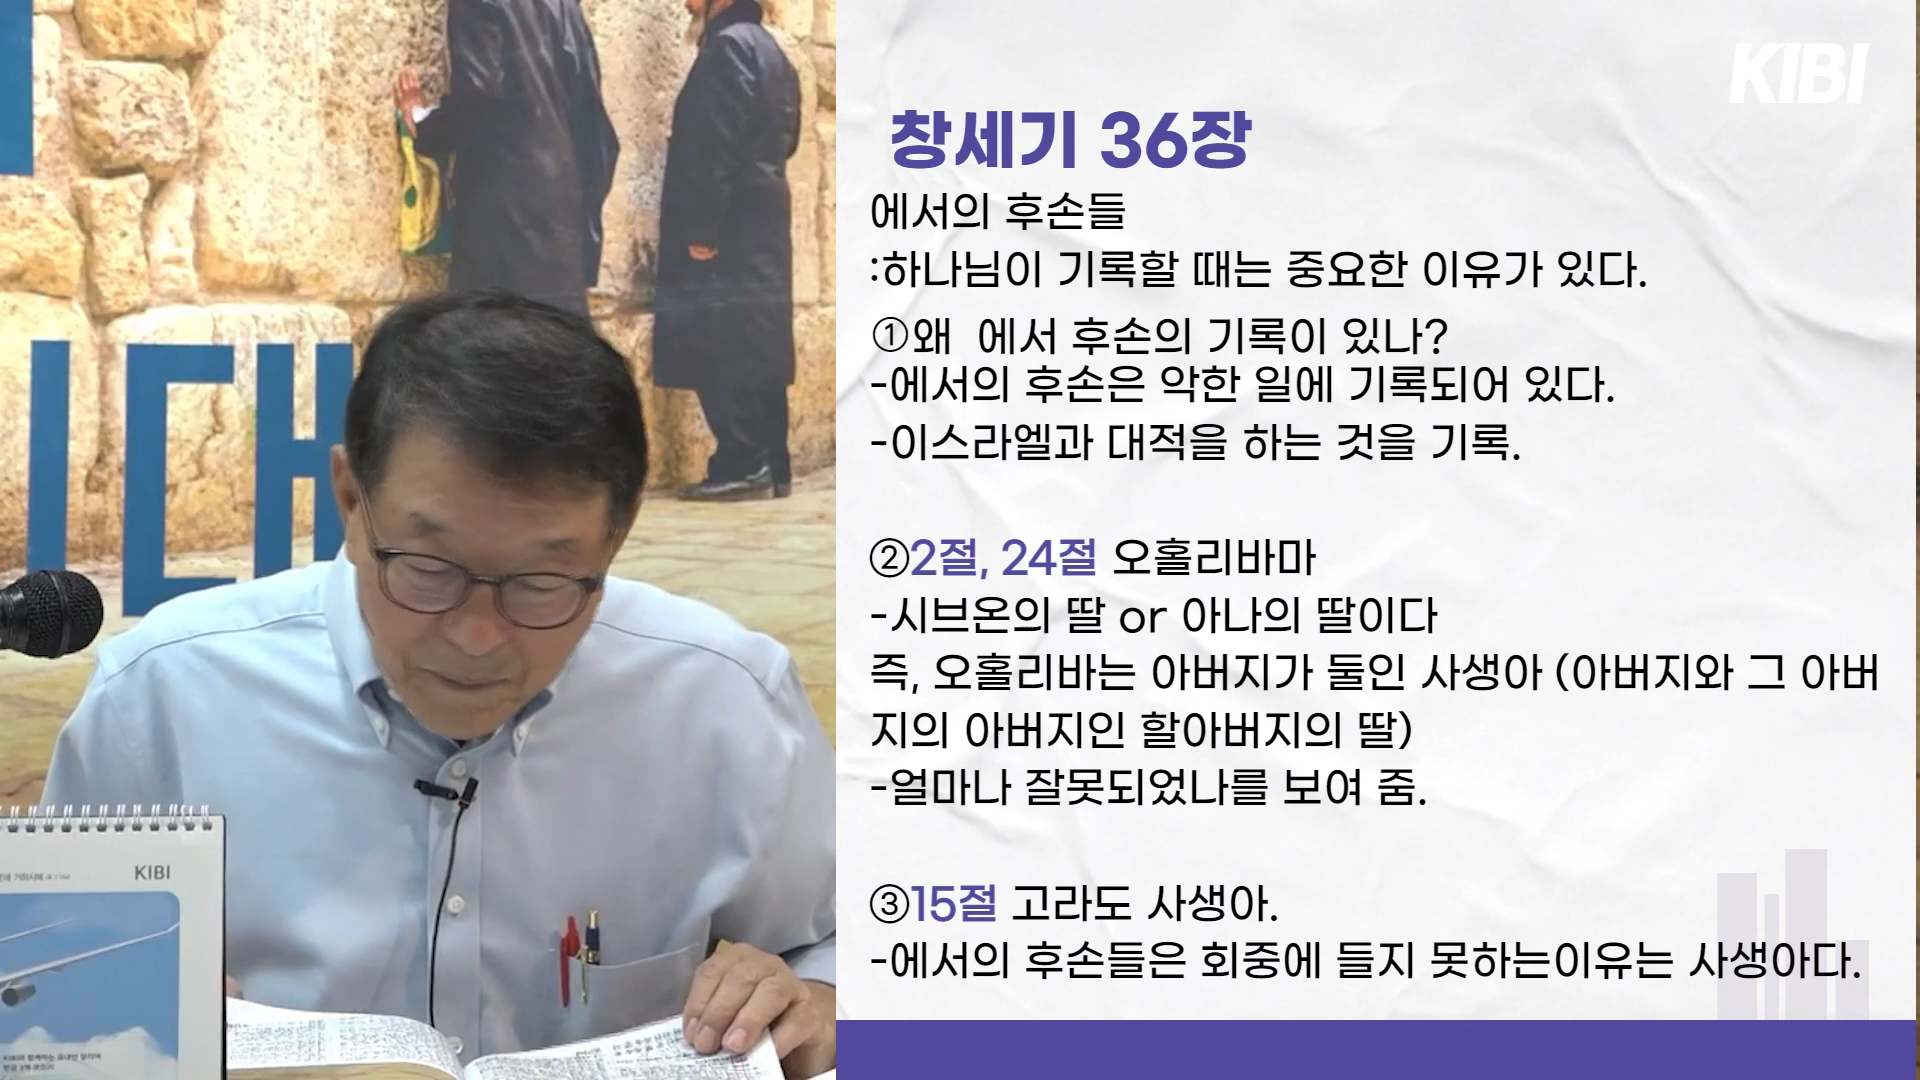 KIBI
창세기 36장
에서의 후손들
:하나님이 기록할 때는 중요한 이유가 있다.
①왜 에서 후손의 기록이 있나?
-에서의 후손은 악한 일에 기록되어 있다.
-이스라엘과 대적을 하는 것을 기록.
②2절, 24절 오홀리바마
-시브온의 딸 or 아나의 딸이다
즉, 오홀리바는 아버지가 둘인 사생아 (아버지와 그 아버
지의 아버지인 할아버지의 딸)
-얼마나 잘못되었나를 보여 줌.
③15절 고라도 사생아.
-에서의 후손들은 회중에 들지 못하는이유는 사생아다.
KIBI